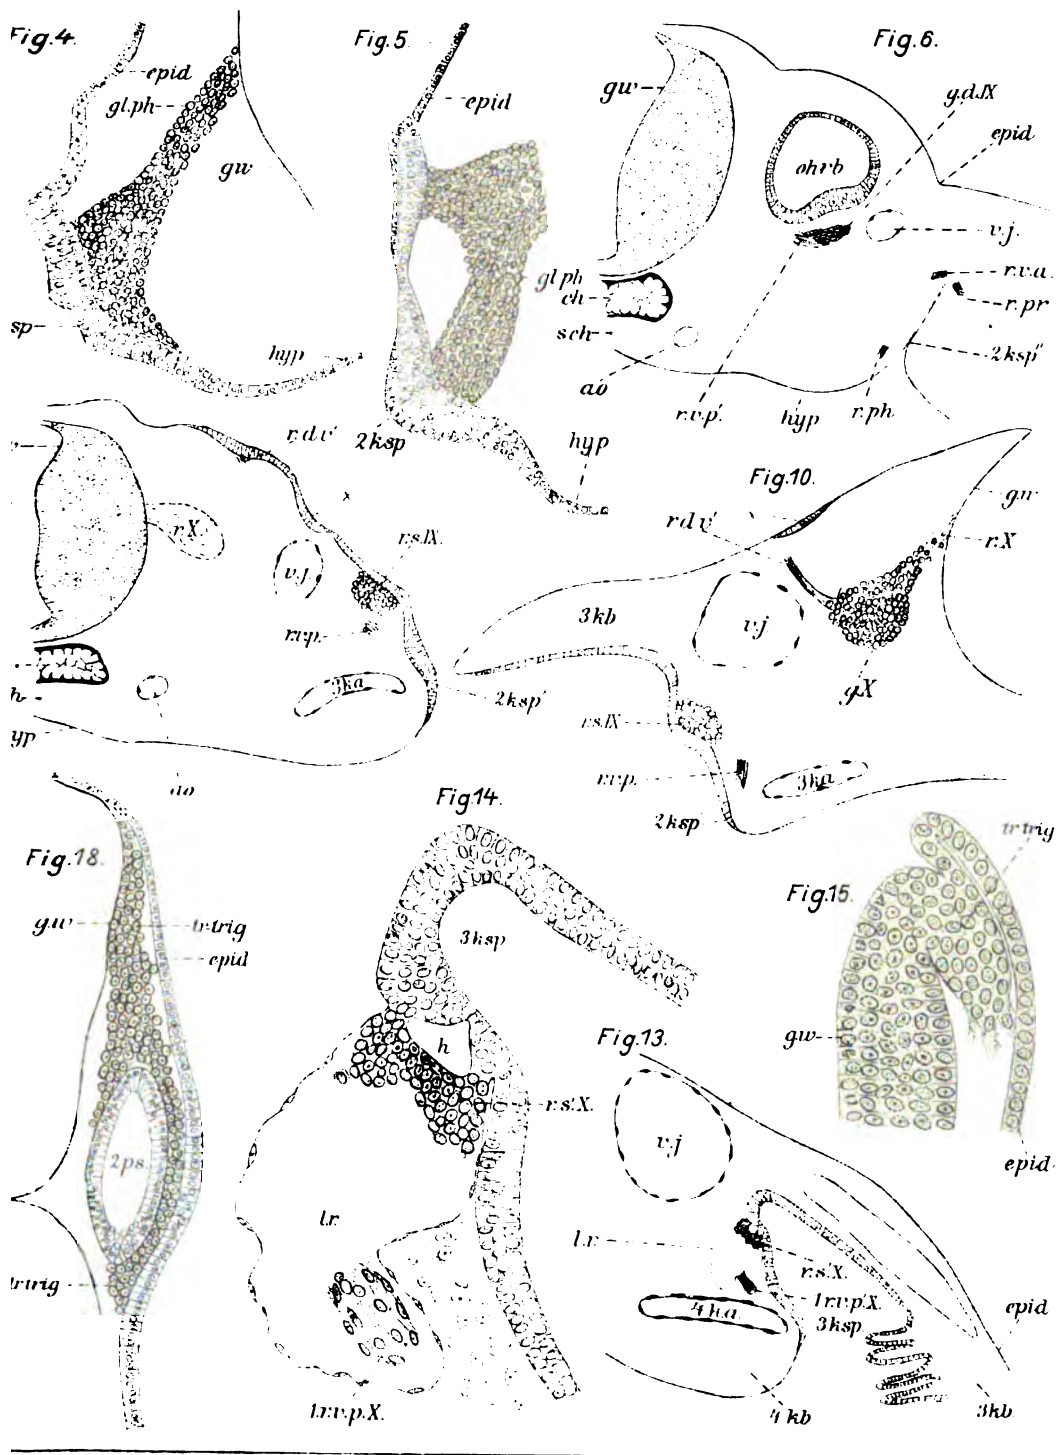 Fig.4.
epid
gl.ph
gw
sp
hyp
Fig.5
epid
gl.ph
2ksp
hyp
Fig.6.
gw
g.d.IX
epid
ohrb
v.j.
r.v.a.
r.pr
ch
sch
ao
2ksp"
r.v.p'.
hyp
r.ph
r.d.v'
r.X
r.s.IX.
v.j.
r.v.p.
3ka
2ksp'
h
yp
ao
Fig.10.
gw
r.d.v'
r.X
3kb
v.j
g.X
r.s.IX
r.v.p.
3ka
2ksp
Fig.18.
g.w
tr.trig
epid
2ps
tr.trig
Fig.14.
3ksp
h
r.s'.X.
l.r.
1.r.v.p.X.
Fig.15.
tr.trig
gw
epid
Fig.13.
v.j
l.r
r.s'.X.
1r.v.p'.X.
3ksp
4ka
epid
4kb
3kb